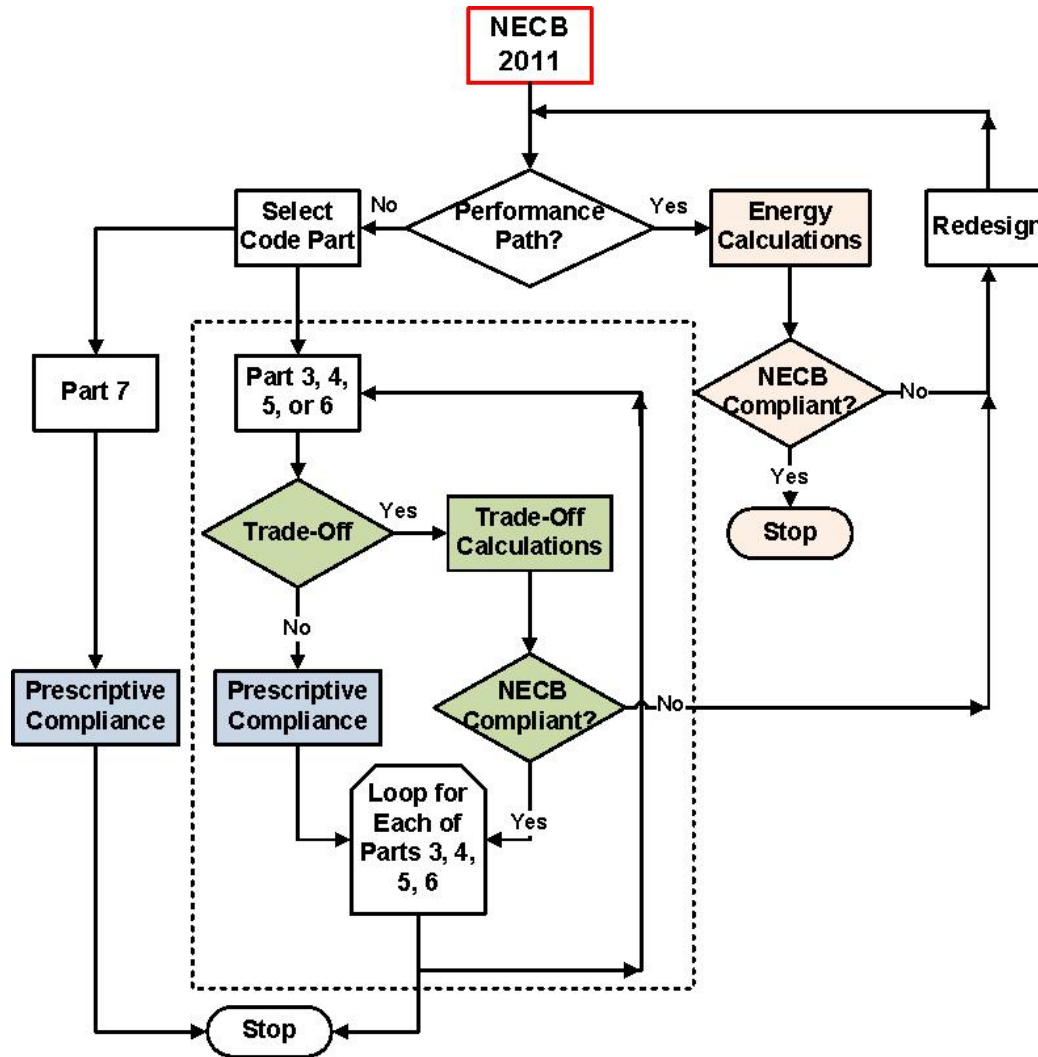 NECB
2011
No
Yes
Select
Code Part
Performance
Path?
Energy
Calculations
Redesign
Part 7
Part 3, 4,
5, or 6
NECB
Compliant?
No
Yes
Stop
Trade-Off
Yes
Trade-Off
Calculations
No
Prescriptive
Compliance
Prescriptive
Compliance
NECB
Compliant?
No
Loop for
Each of
Parts 3, 4,
5, 6
Yes
Stop